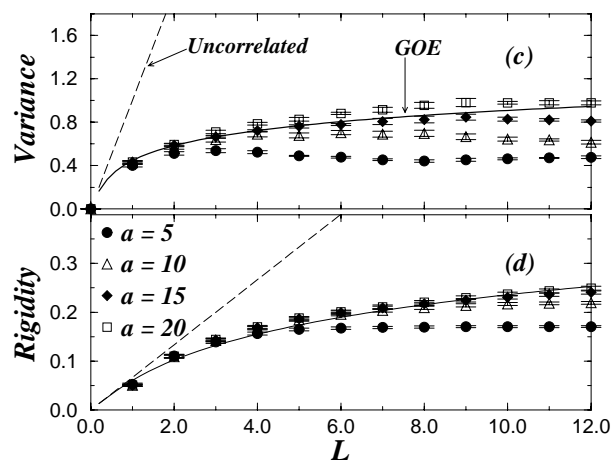 1.6
Uncorrelated
GOE
(c)
1.2
Variance
0.8
0.4
0.0
a = 5
(d)
0.3
a = 10
Rigidity
0.2
a = 15
0.1
a = 20
0.0
0.0 2.0 4.0 6.0 8.0 10.0 12.0
L